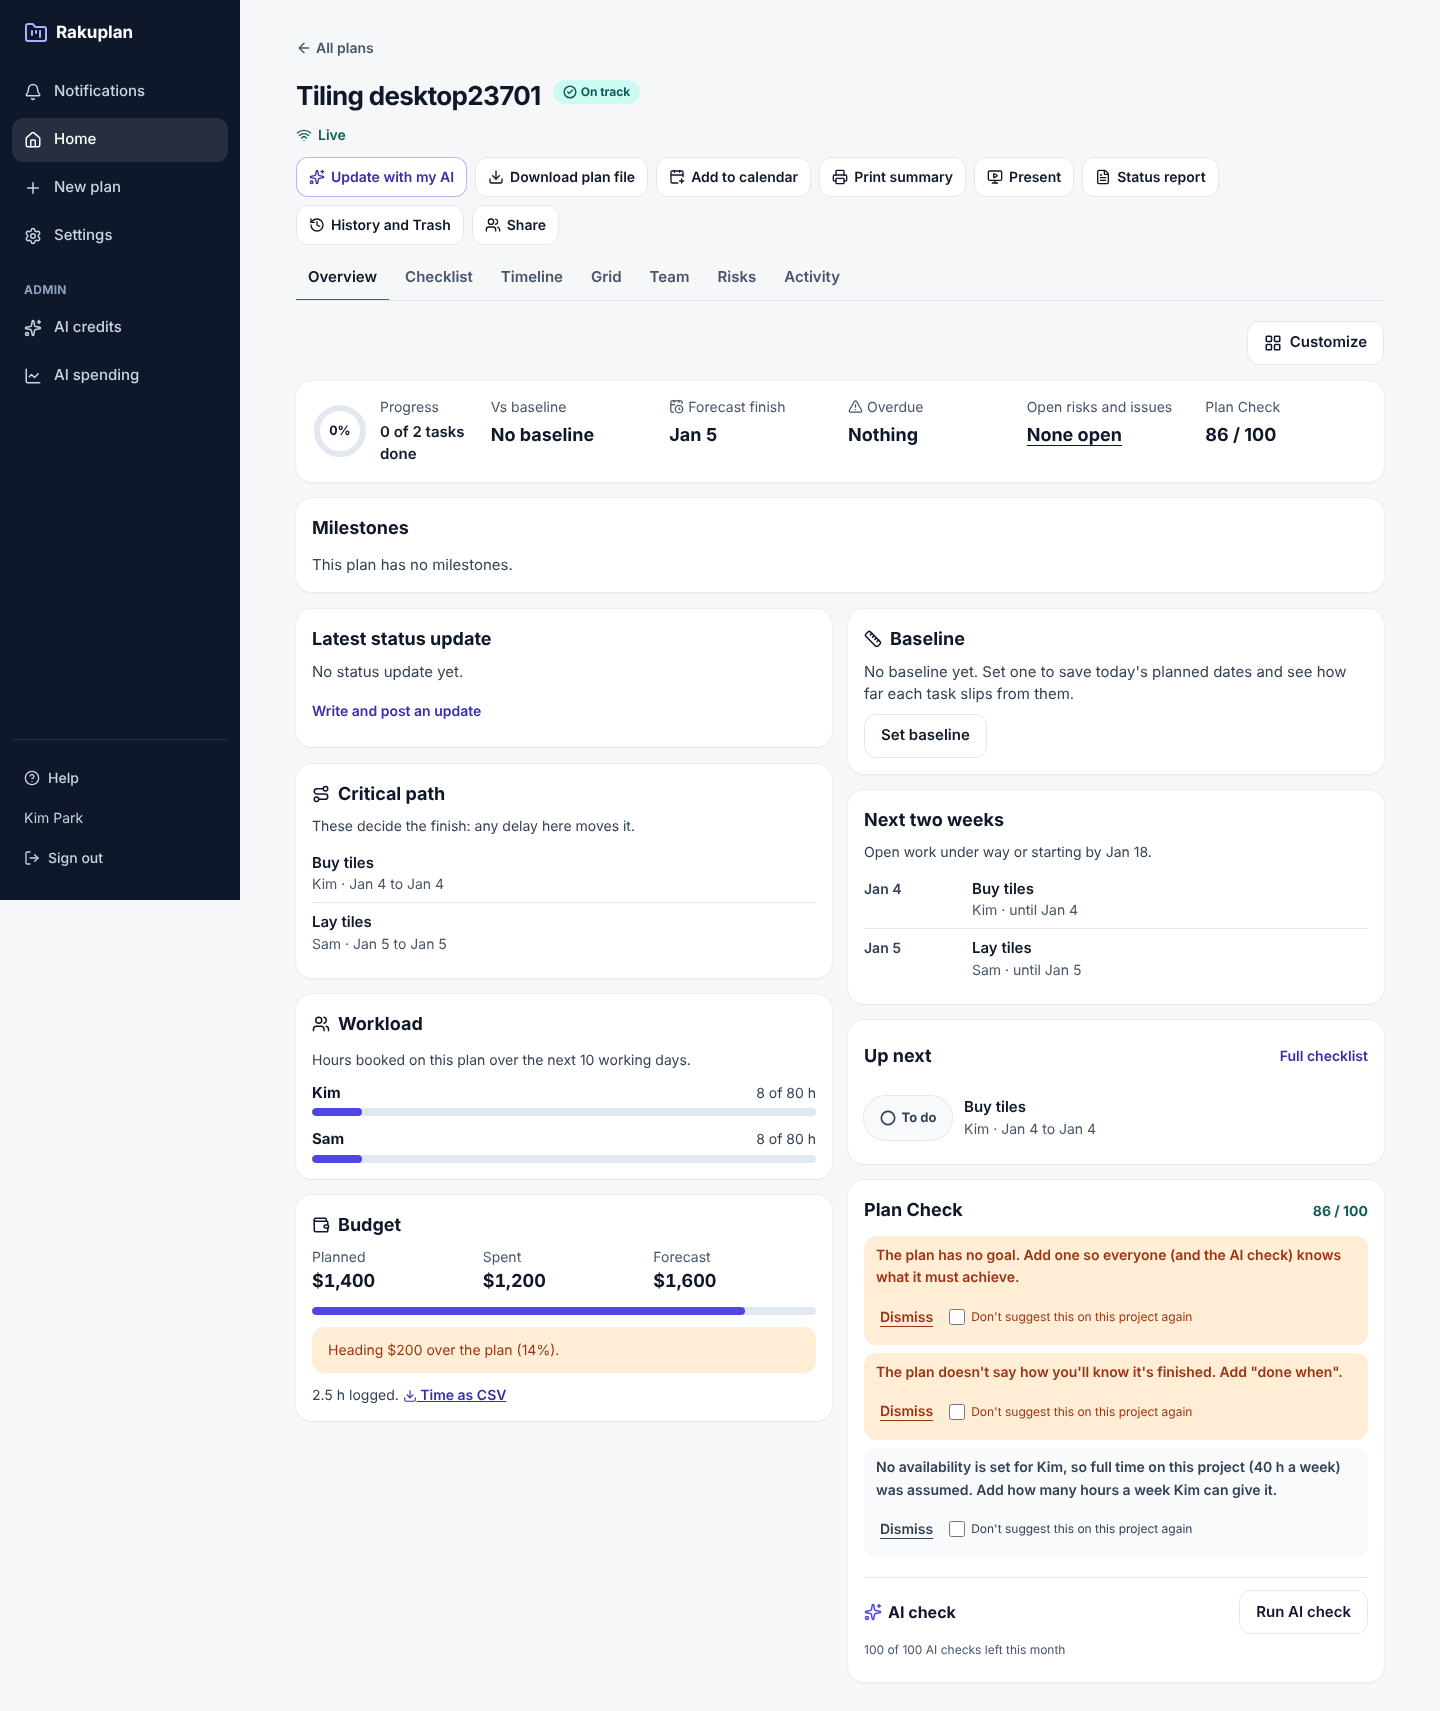 Rakuplan
Notifications
Home
New plan
Settings
ADMIN
AI credits
AI spending
Help
Kim Park
Sign out
All plans
Tiling desktop23701
On track
Live
Update with my AI
Download plan file
Add to calendar
Print summary
Present
Status report
History and Trash
Share
Overview
Checklist
Timeline
Grid
Team
Risks
Activity
Customize
0%
Progress
0 of 2 tasks
done
Vs baseline
No baseline
Forecast finish
Jan 5
Overdue
Nothing
Open risks and issues
None open
Plan Check
86 / 100
Milestones
This plan has no milestones.
Latest status update
No status update yet.
Write and post an update
Critical path
These decide the finish: any delay here moves it.
Buy tiles
Kim · Jan 4 to Jan 4
Lay tiles
Sam · Jan 5 to Jan 5
Workload
Hours booked on this plan over the next 10 working days.
Kim
8 of 80 h
Sam
8 of 80 h
Budget
Planned
$1,400
Spent
$1,200
Forecast
$1,600
Heading $200 over the plan (14%).
2.5 h logged. Time as CSV
Baseline
No baseline yet. Set one to save today's planned dates and see how
far each task slips from them.
Set baseline
Next two weeks
Open work under way or starting by Jan 18.
Jan 4
Buy tiles
Kim · until Jan 4
Jan 5
Lay tiles
Sam · until Jan 5
Up next
Full checklist
To do
Buy tiles
Kim · Jan 4 to Jan 4
Plan Check
86 / 100
The plan has no goal. Add one so everyone (and the AI check) knows
what it must achieve.
Dismiss
Don't suggest this on this project again
The plan doesn't say how you'll know it's finished. Add "done when".
Dismiss
Don't suggest this on this project again
No availability is set for Kim, so full time on this project (40 h a week)
was assumed. Add how many hours a week Kim can give it.
Dismiss
Don't suggest this on this project again
AI check
Run AI check
100 of 100 AI checks left this month